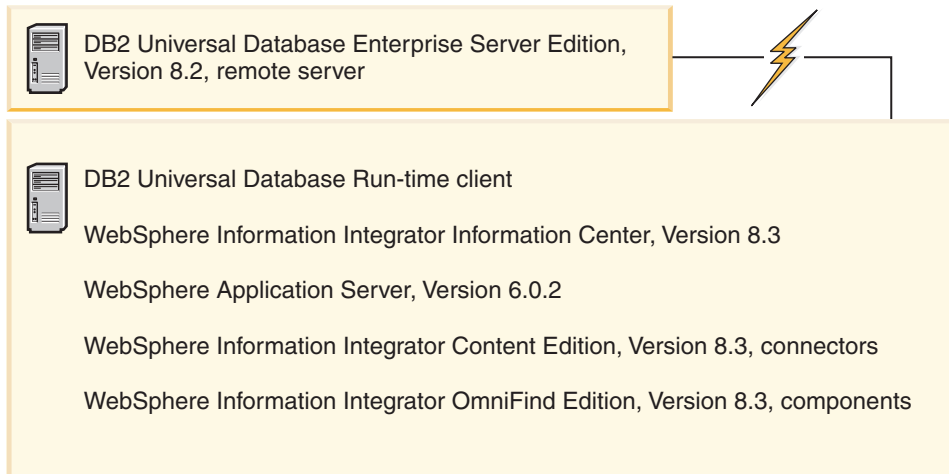 DB2 Universal Database Enterprise Server Edition,
Version 8.2, remote server
DB2 Universal Database Run-time client
WebSphere Information Integrator Information Center, Version 8.3
WebSphere Application Server, Version 6.0.2
WebSphere Information Integrator Content Edition, Version 8.3, connectors
WebSphere Information Integrator OmniFind Edition, Version 8.3, components